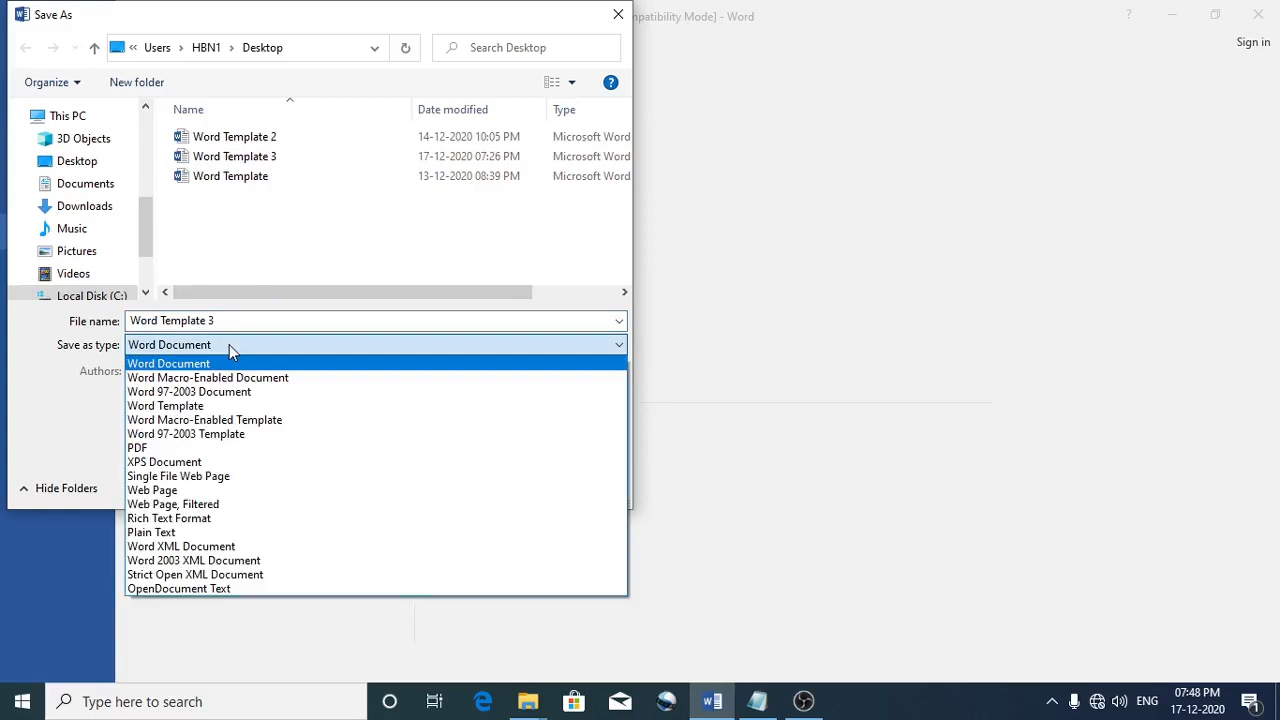 Save As
mpatibility Mode] - Word
?
Sign in
Users
HBN1
Desktop
Search Desktop
Organize
New folder
?
Name
Date modified
Type
This PC
3D Objects
Desktop
Documents
Downloads
Music
Pictures
Videos
Local Disk (C:)
Word Template 2 14-12-2020 10:05 PM Microsoft Word
Word Template 3 17-12-2020 07:26 PM Microsoft Word
Word Template 13-12-2020 08:39 PM Microsoft Word
File name: Word Template 3
Save as type: Word Document
Authors:
Hide Folders
Word Document
Word Macro-Enabled Document
Word 97-2003 Document
Word Template
Word Macro-Enabled Template
Word 97-2003 Template
PDF
XPS Document
Single File Web Page
Web Page
Web Page, Filtered
Rich Text Format
Plain Text
Word XML Document
Word 2003 XML Document
Strict Open XML Document
OpenDocument Text
Type here to search
ENG
07:48 PM
17-12-2020
1